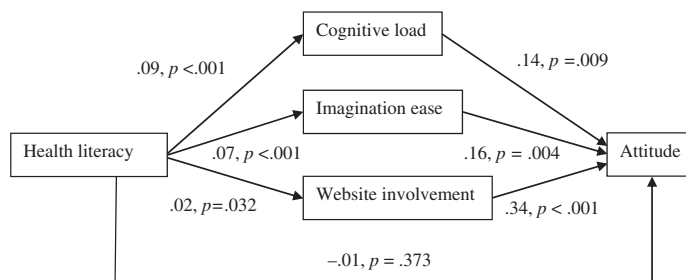 Cognitive load
.09, p <.001
.14, p =.009
Imagination ease
Health literacy
.07, p <.001
.16, p = .004
Attitude
Website involvement
.02, p=.032
.34, p < .001
–.01, p = .373